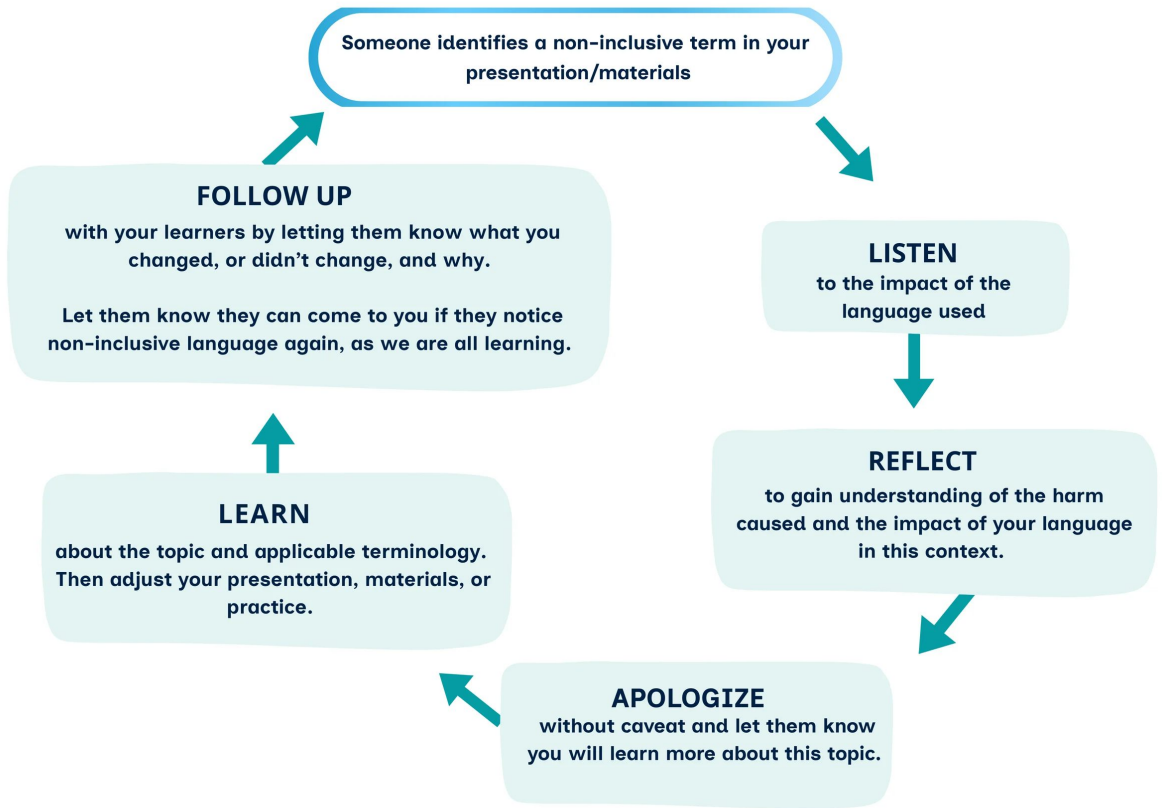 Someone identifies a non-inclusive term in your
presentation/materials
LISTEN
to the impact of the
language used
REFLECT
to gain understanding of the harm
caused and the impact of your language
in this context.
APOLOGIZE
without caveat and let them know
you will learn more about this topic.
LEARN
about the topic and applicable terminology.
Then adjust your presentation, materials, or
practice.
FOLLOW UP
with your learners by letting them know what you
changed, or didn’t change, and why.
Let them know they can come to you if they notice
non-inclusive language again, as we are all learning.